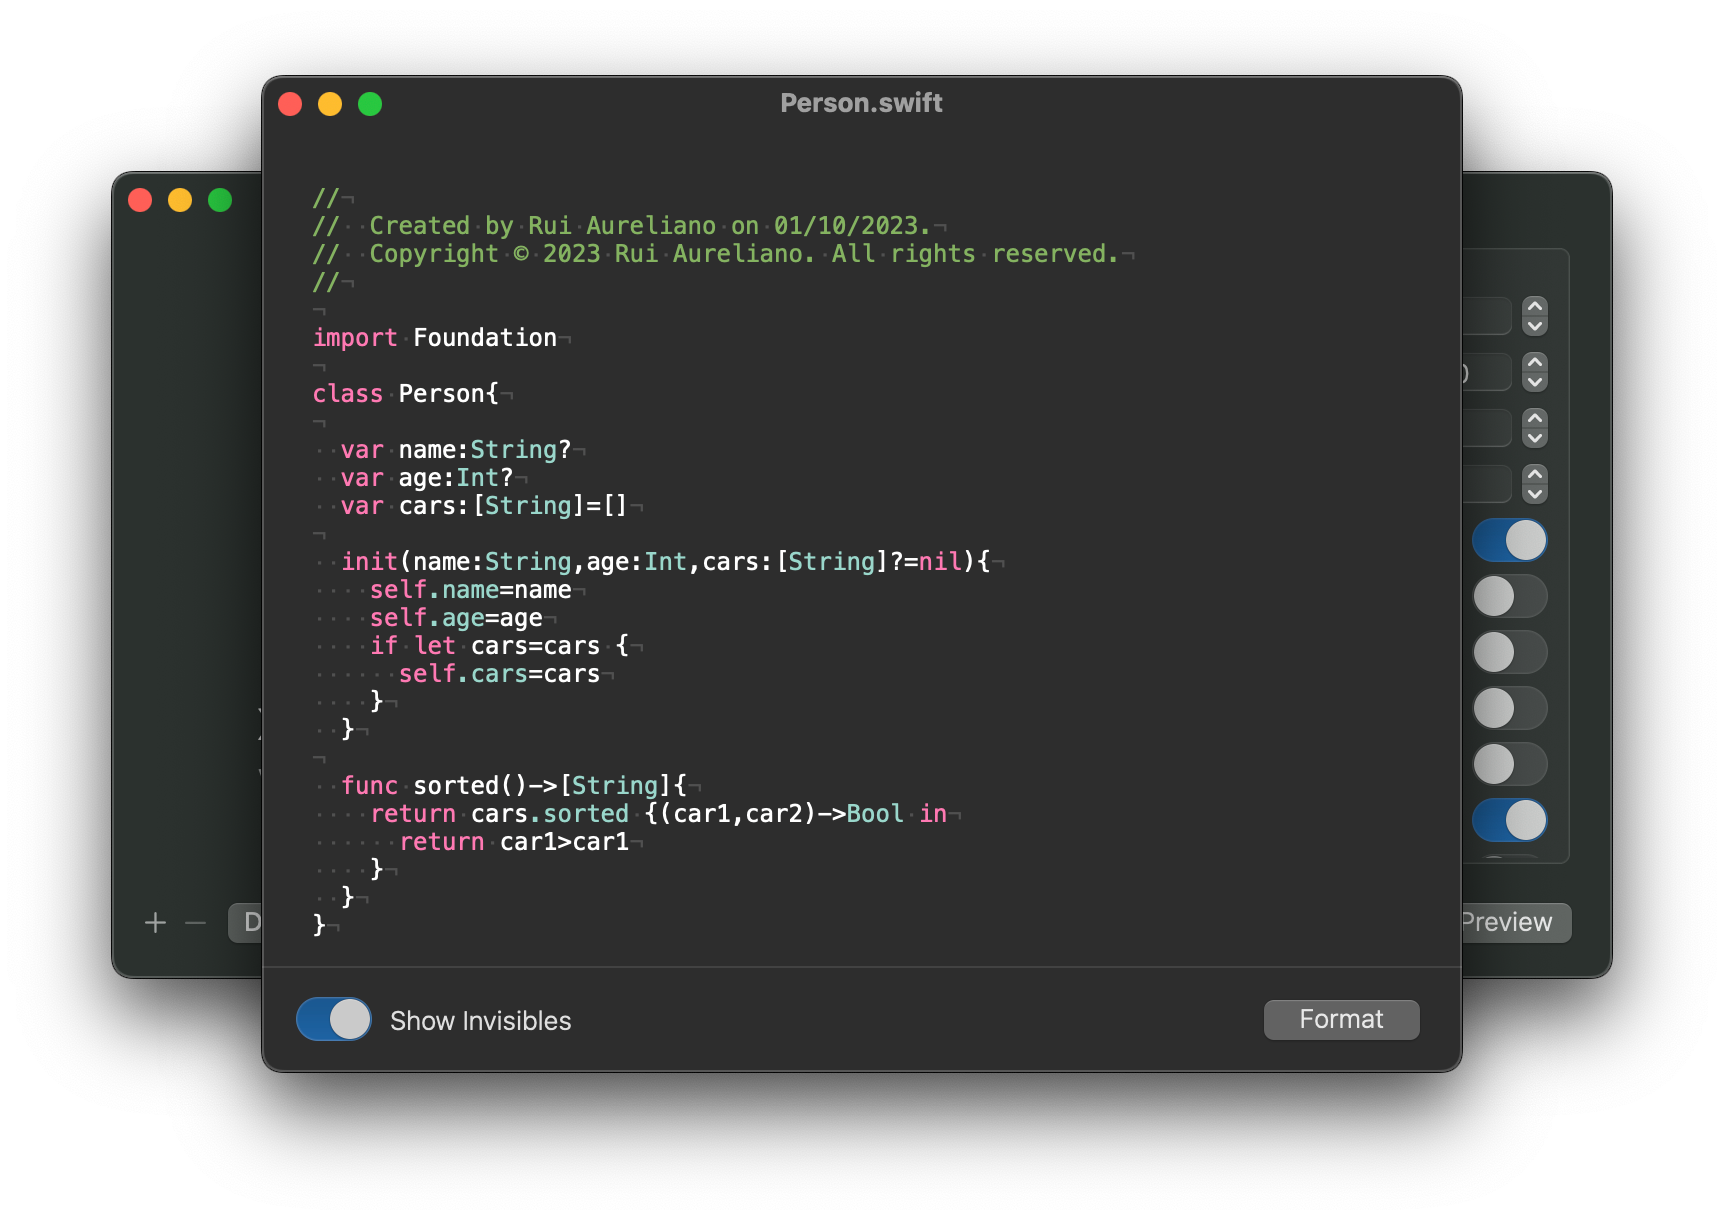 Person.swift
//
//  Created by Rui Aureliano on 01/10/2023.
//  Copyright © 2023 Rui Aureliano. All rights reserved.
//
import Foundation
class Person{
  var name:String?
  var age:Int?
  var cars:[String]=[]
  init(name:String,age:Int,cars:[String]?=nil){
    self.name=name
    self.age=age
    if let cars=cars {
      self.cars=cars
    }
  }
  func sorted()->[String]{
    return cars.sorted {(car1,car2)->Bool in
      return car1>car1
    }
  }
}
Preview
Show Invisibles
Format